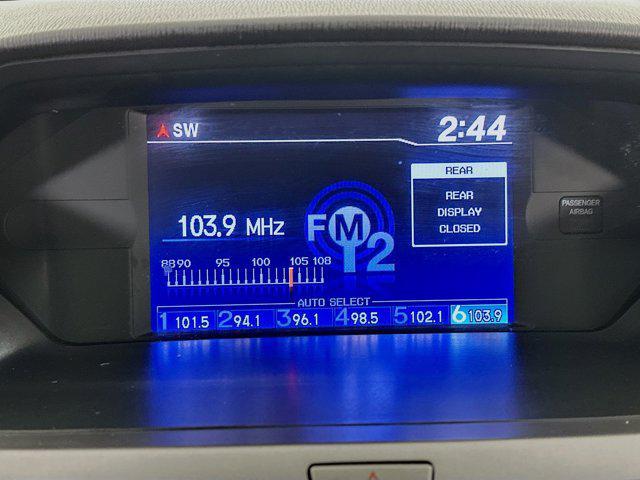 SW
2:44
REAR
REAR
DISPLAY
CLOSED
PASSENGER
AIRBAG
103.9 MHz
FM2
88 90 95 100 105 108
AUTO SELECT
1 101.5 2 94.1 3 96.1 4 98.5 5 102.1 6 103.9